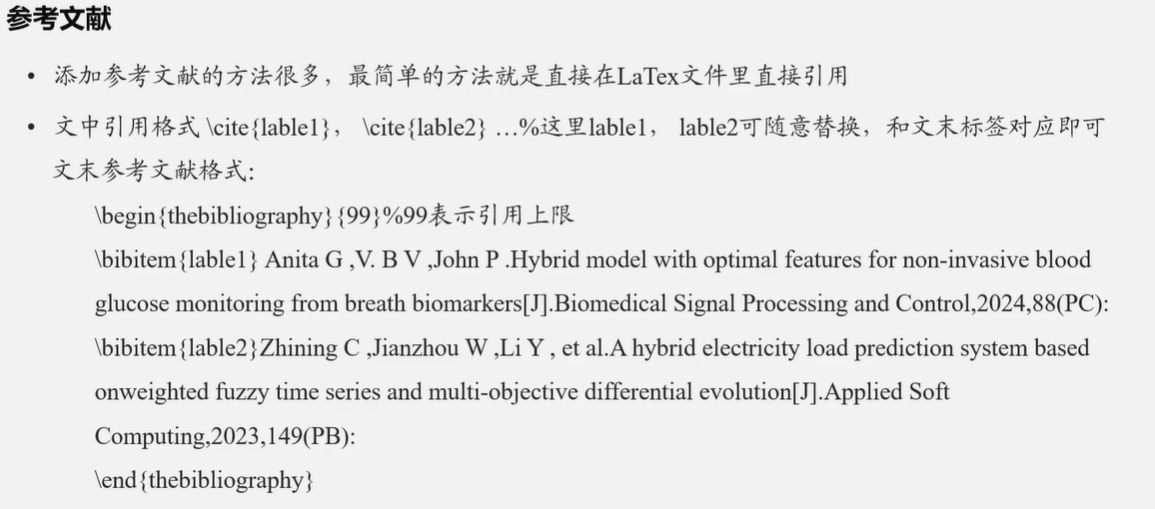 参考文献
• 添加参考文献的方法很多，最简单的方法就是直接在LaTex文件里直接引用
• 文中引用格式 \cite{lable1}， \cite{lable2} …%这里lable1， lable2可随意替换，和文末标签对应即可
文末参考文献格式：
\begin{thebibliography}{99}%99表示引用上限
\bibitem{lable1} Anita G ,V. B V ,John P .Hybrid model with optimal features for non-invasive blood
glucose monitoring from breath biomarkers[J].Biomedical Signal Processing and Control,2024,88(PC):
\bibitem{lable2}Zhining C ,Jianzhou W ,Li Y , et al.A hybrid electricity load prediction system based
onweighted fuzzy time series and multi-objective differential evolution[J].Applied Soft
Computing,2023,149(PB):
\end{thebibliography}